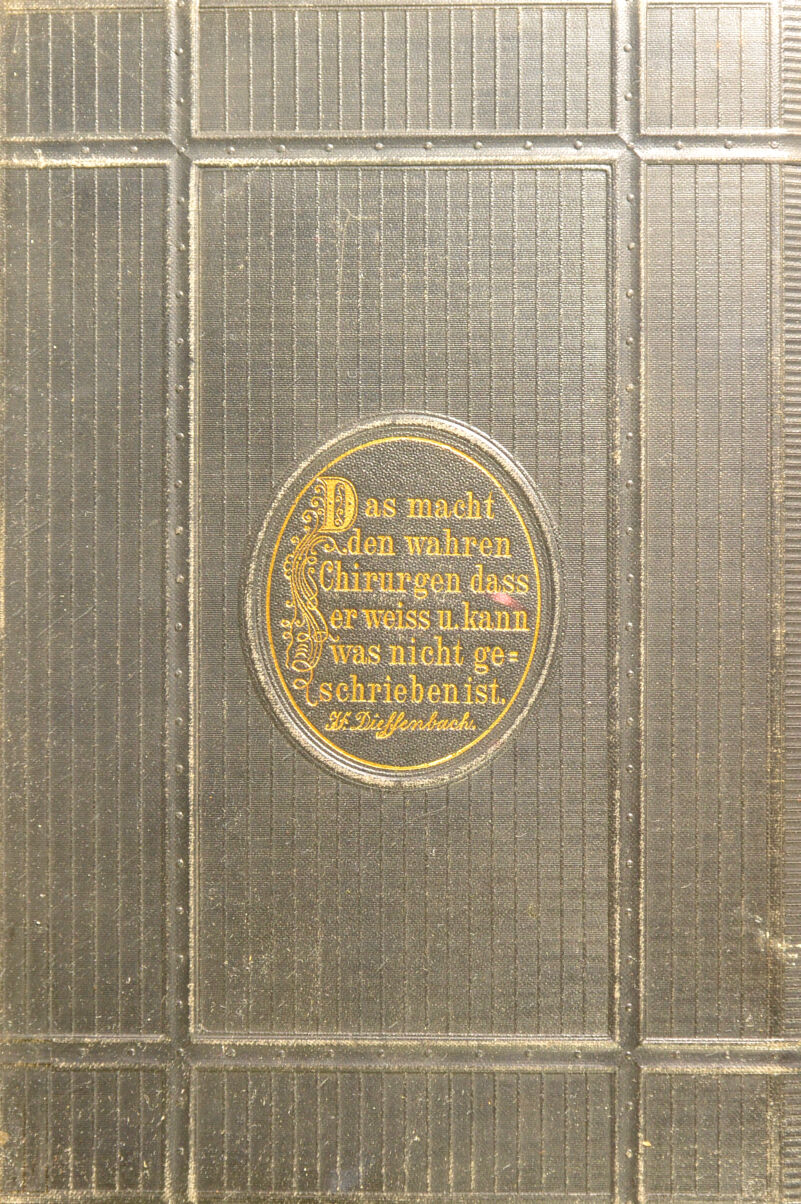 Das macht
den wahren
Chirurgen dass
er weiss u. kann
was nicht ge=
schrieben ist.
Dieffenbach.